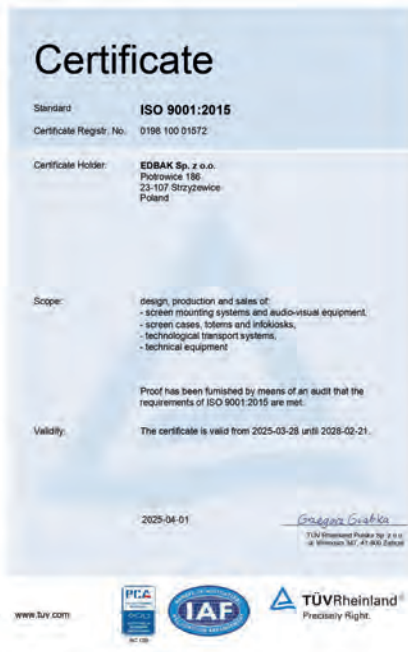 Certificate
Standard ISO 9001:2015
Certificate Registr. No. 0198 100 01572
Certificate Holder: EDBAK Sp. z o.o.
Piotrowice 186
23-107 Strzyżewice
Poland
Scope: design, production and sales of:
- screen mounting systems and audio-visual equipment,
- screen cases, totems and infokiosks,
- technological transport systems,
- technical equipment
Proof has been furnished by means of an audit that the
requirements of ISO 9001:2015 are met.
Validity: The certificate is valid from 2025-03-28 until 2028-02-21.
2025-04-01
TÜV Rheinland Polska Sp. z o.o.
www.tuv.com
PCA
IAF
TÜVRheinland®
Precisely Right.